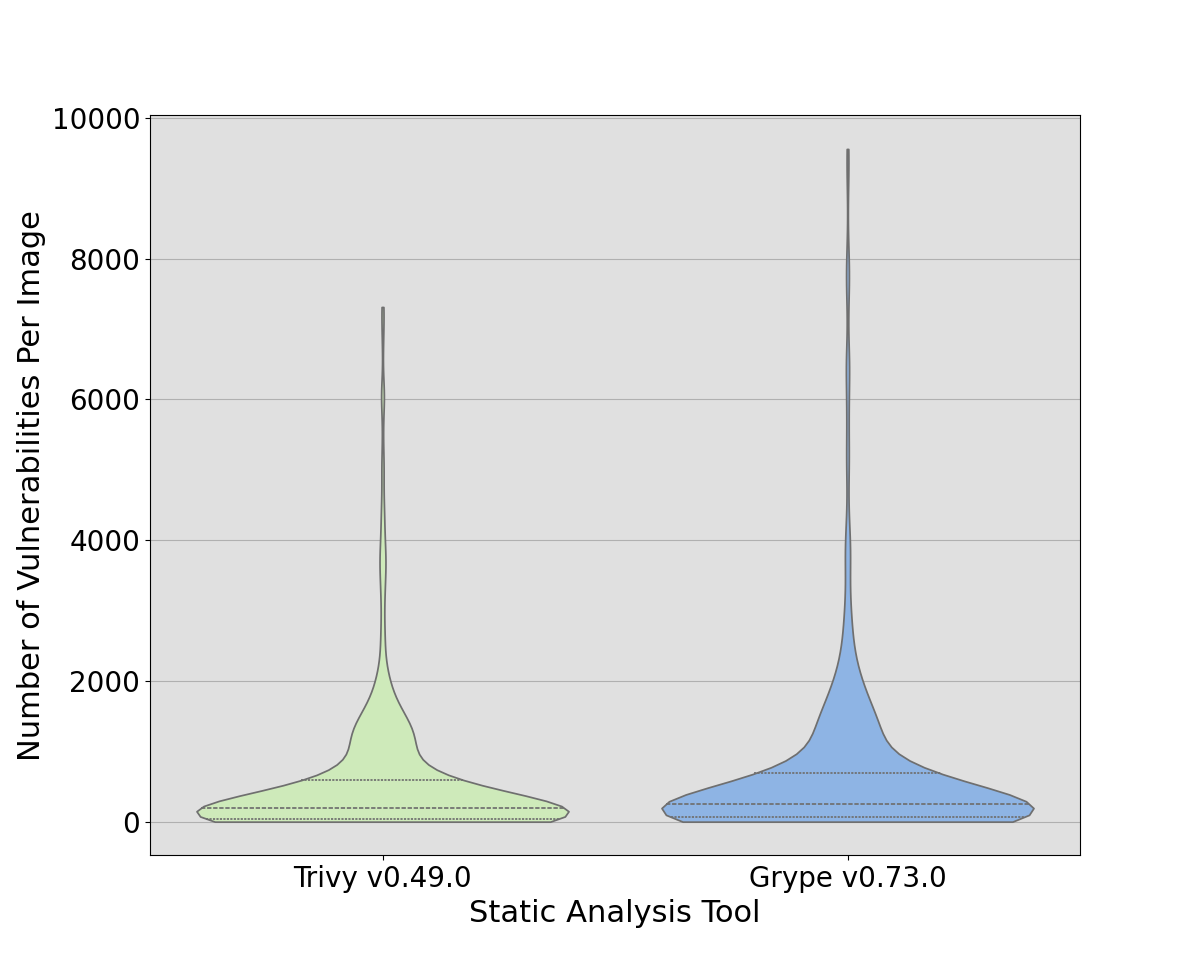 Number of Vulnerabilities Per Image
10000
8000
6000
4000
2000
0
Trivy v0.49.0
Grype v0.73.0
Static Analysis Tool